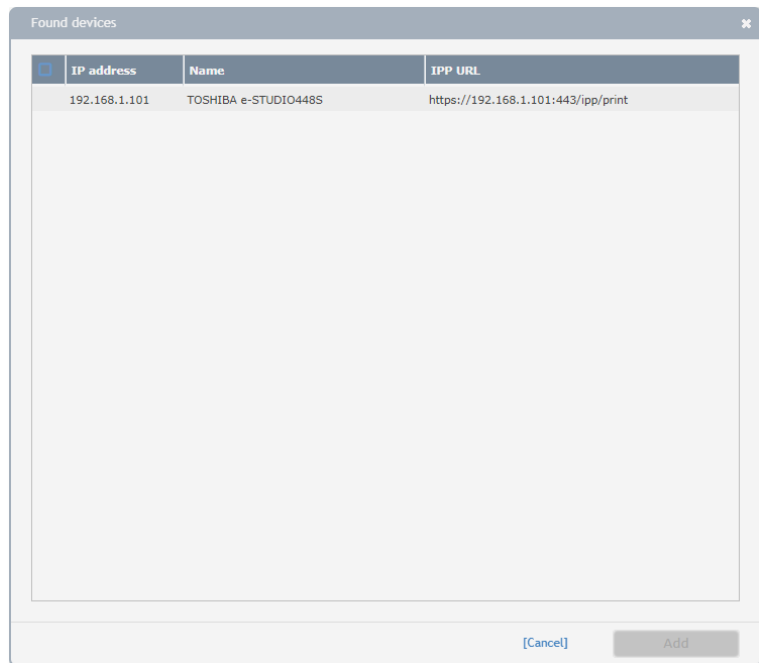 Found devices
IP address Name IPP URL
192.168.1.101 TOSHIBA e-STUDIO448S https://192.168.1.101:443/ipp/print
[Cancel] Add